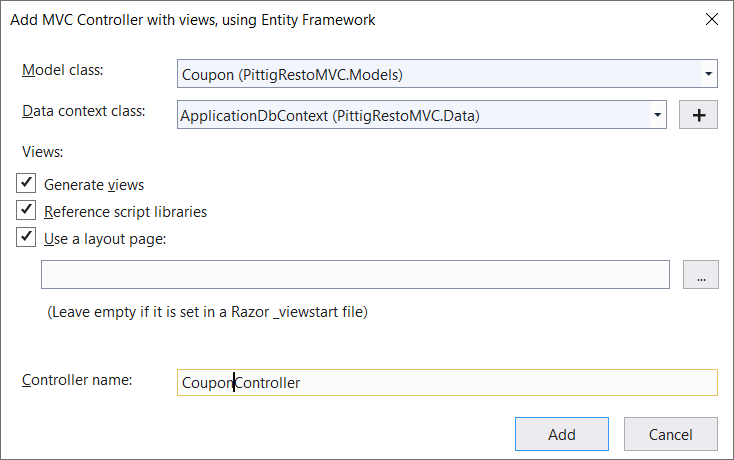 Add MVC Controller with views, using Entity Framework
Model class: Coupon (PittigRestoMVC.Models)
Data context class: ApplicationDbContext (PittigRestoMVC.Data) +
Views:
Generate views
Reference script libraries
Use a layout page:
...
(Leave empty if it is set in a Razor _viewstart file)
Controller name: CouponController
Add Cancel